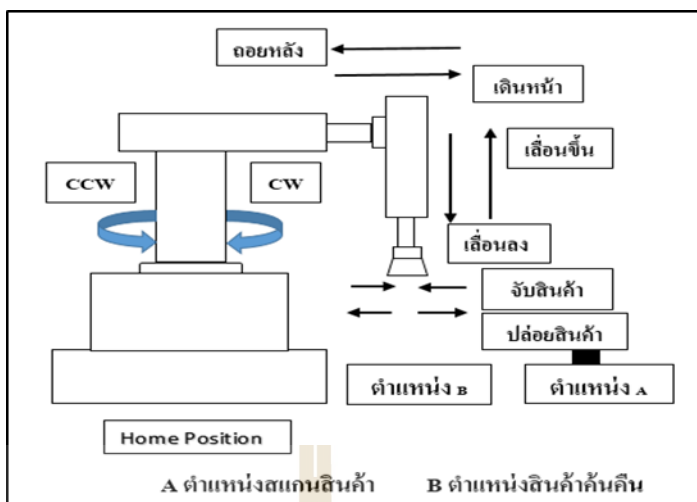 ถอยหลัง
เดินหน้า
เลื่อนขึ้น
CCW
CW
เลื่อนลง
จับสินค้า
ปล่อยสินค้า
ตำแหน่ง B
ตำแหน่ง A
Home Position
A ตำแหน่งสแกนสินค้า B ตำแหน่งสินค้าค้นคืน